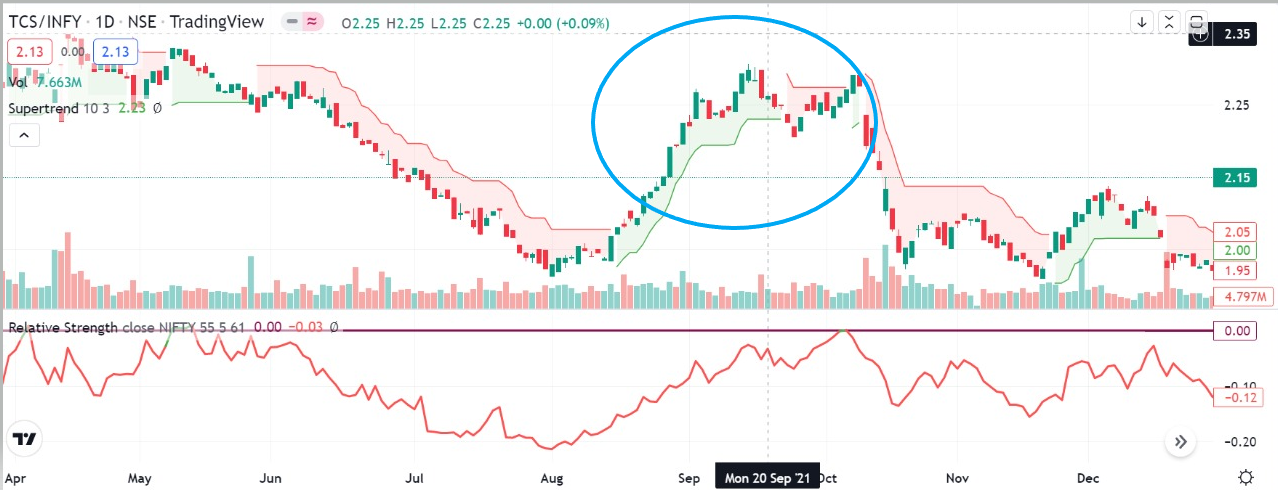 TCS/INFY · 1D · NSE · TradingView O2.25 H2.25 L2.25 C2.25 +0.00 (+0.09%)
2.35
2.13 0.00 2.13
Vol 7.663M
Supertrend 10 3 2.23 Ø
2.25
2.15
2.05
2.00
1.95
4.797M
Relative Strength close NIFTY 55 5 61 0.00 −0.03 Ø
0.00
−0.10
−0.12
−0.20
Apr May Jun Jul Aug Sep Mon 20 Sep '21 Oct Nov Dec